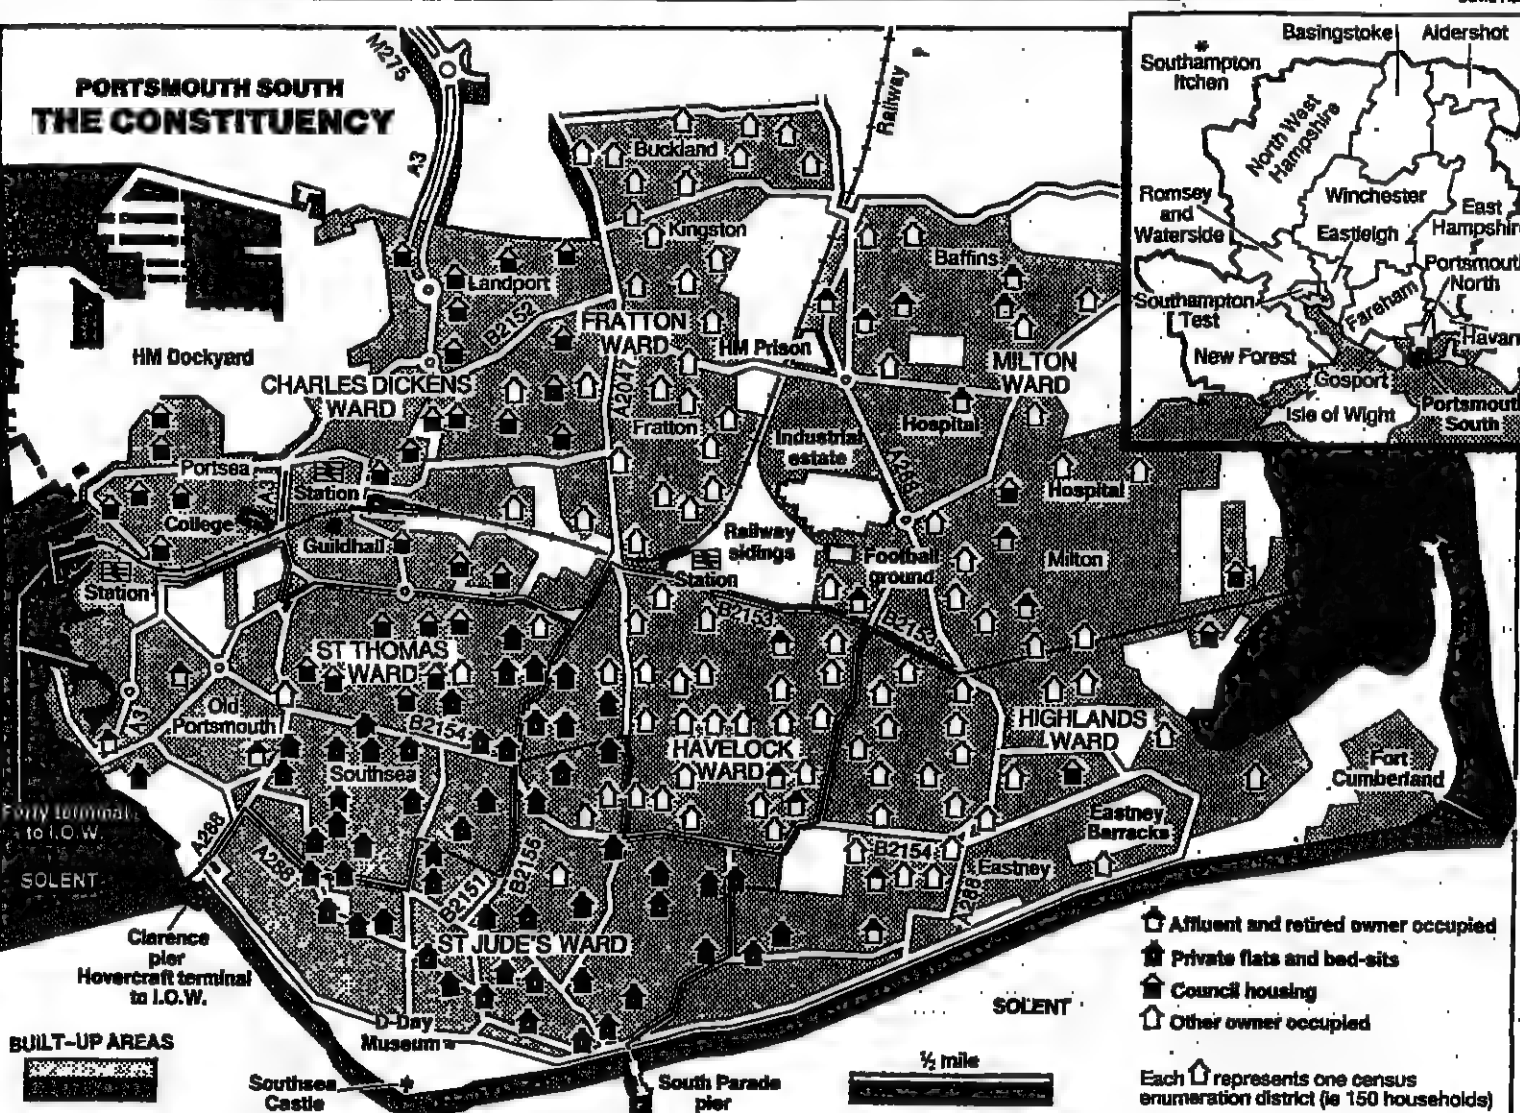 PORTSMOUTH SOUTH
THE CONSTITUENCY
M275
A3
Railway
Buckland
Kingston
Landport
Baffins
B2152
FRATTON
WARD
HM Dockyard
HM Prison
MILTON
WARD
CHARLES DICKENS
WARD
A2047
Fratton
Hospital
Industrial
estate
A288
Portsea
A3
Station
Hospital
College
Guildhall
Railway
sidings
Football
ground
Milton
Station
Station
B2153
B2153
ST THOMAS
WARD
Old
Portsmouth
A3
B2154
HIGHLANDS
WARD
HAVELOCK
WARD
Southsea
Fort
Cumberland
Ferry terminal
to I.O.W.
A288
Eastney
Barracks
SOLENT
A288
B2155
B2151
B2154
Eastney
A288
ST JUDE'S WARD
Clarence
pier
Hovercraft terminal
to I.O.W.
D-Day
Museum
SOLENT
BUILT-UP AREAS
Southsea
Castle
South Parade
pier
½ mile
Basingstoke
Aldershot
Southampton
Itchen
North West
Hampshire
Romsey
and
Waterside
Winchester
East
Hampshire
Eastleigh
Portsmouth
North
Southampton
Test
Fareham
Havan
New Forest
Gosport
Isle of Wight
Portsmouth
South
Affluent and retired owner occupied
Private flats and bed-sits
Council housing
Other owner occupied
Each represents one census
enumeration district (ie 150 households)